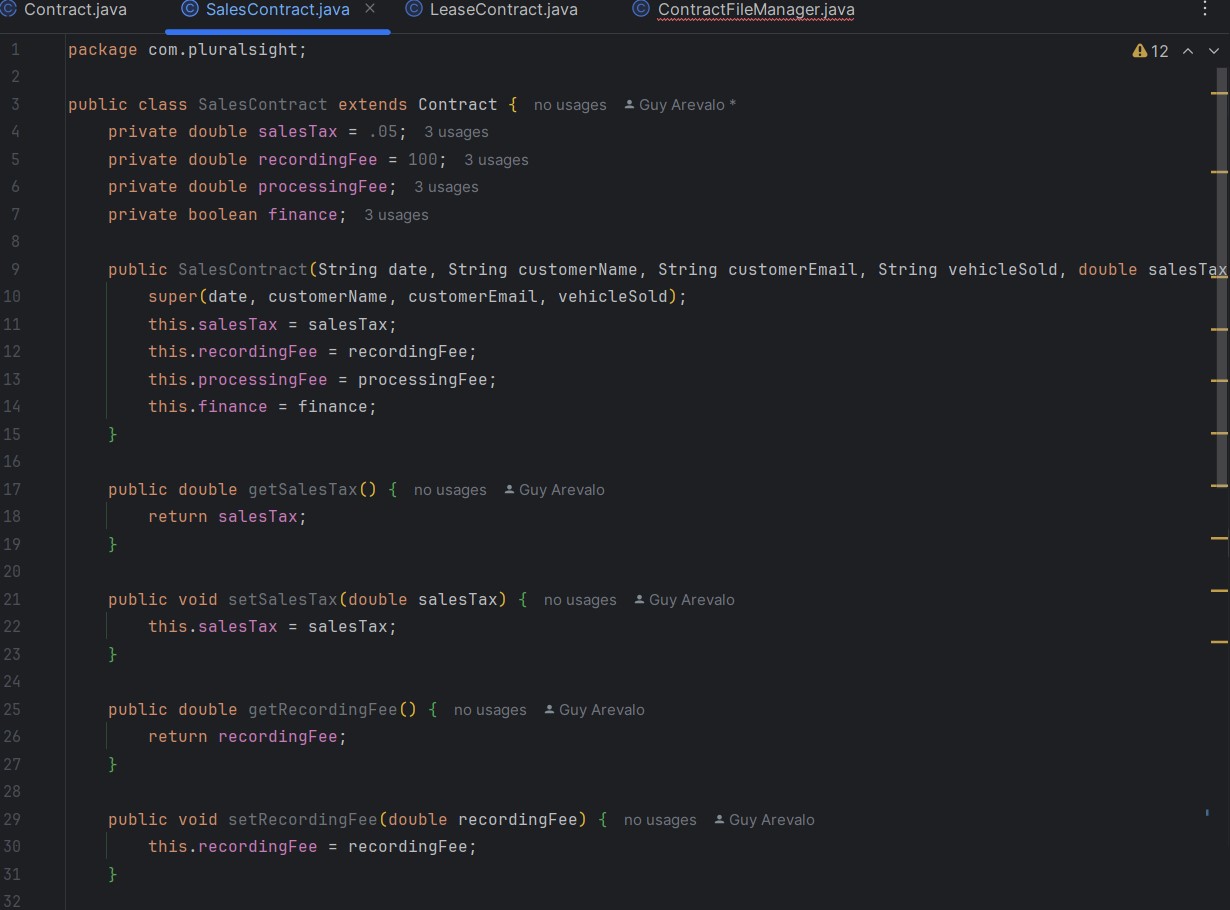 Contract.java SalesContract.java LeaseContract.java ContractFileManager.java
12
1 package com.pluralsight;
2
3 public class SalesContract extends Contract { no usages Guy Arevalo *
4 private double salesTax = .05; 3 usages
5 private double recordingFee = 100; 3 usages
6 private double processingFee; 3 usages
7 private boolean finance; 3 usages
8
9 public SalesContract(String date, String customerName, String customerEmail, String vehicleSold, double salesTax
10 super(date, customerName, customerEmail, vehicleSold);
11 this.salesTax = salesTax;
12 this.recordingFee = recordingFee;
13 this.processingFee = processingFee;
14 this.finance = finance;
15 }
16
17 public double getSalesTax() { no usages Guy Arevalo
18 return salesTax;
19 }
20
21 public void setSalesTax(double salesTax) { no usages Guy Arevalo
22 this.salesTax = salesTax;
23 }
24
25 public double getRecordingFee() { no usages Guy Arevalo
26 return recordingFee;
27 }
28
29 public void setRecordingFee(double recordingFee) { no usages Guy Arevalo
30 this.recordingFee = recordingFee;
31 }
32